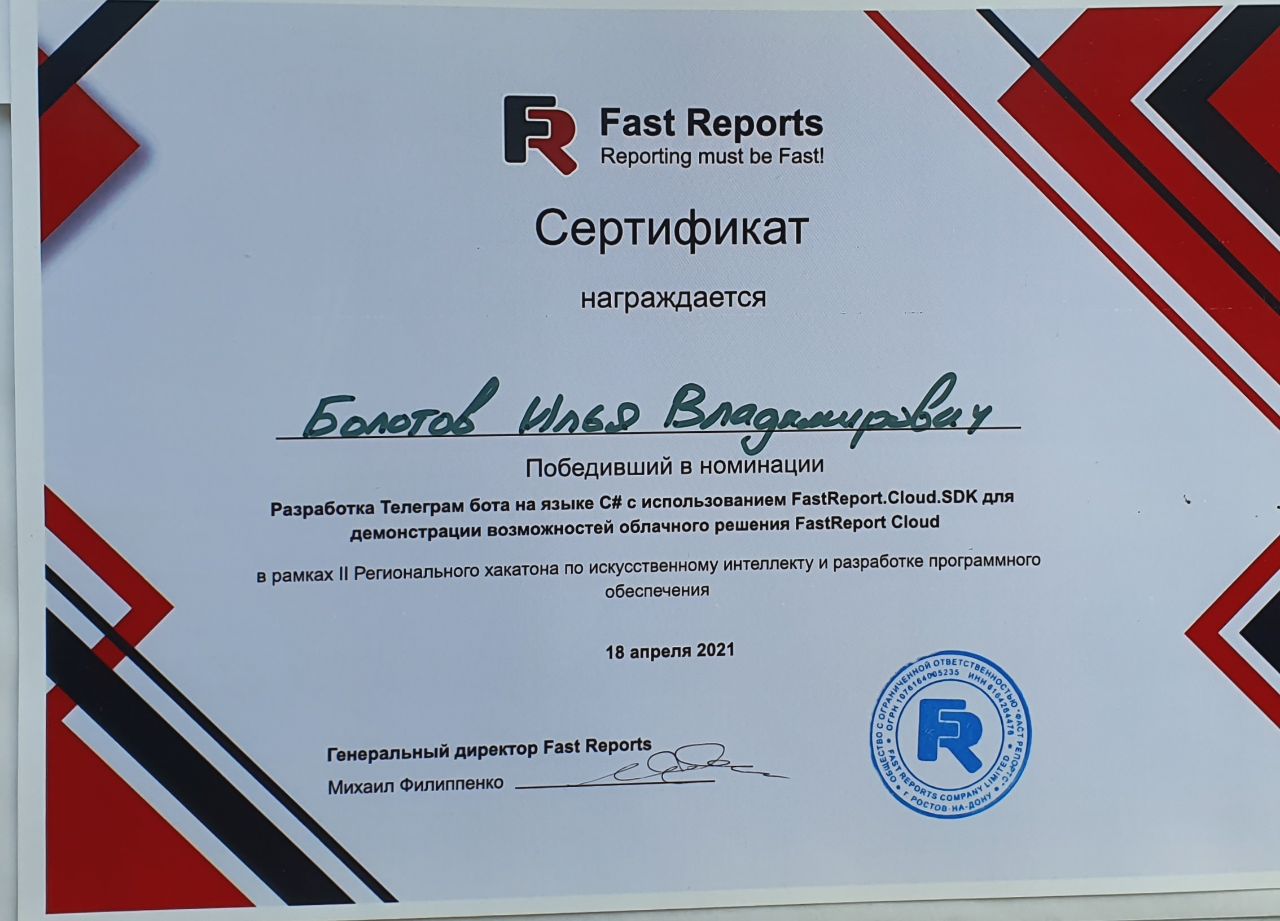 FR
Fast Reports
Reporting must be Fast!
Сертификат
награждается
Болотов Илья Владимирович
Победивший в номинации
Разработка Телеграм бота на языке C# с использованием FastReport.Cloud.SDK для
демонстрации возможностей облачного решения FastReport Cloud
в рамках II Регионального хакатона по искусственному интеллекту и разработке программного
обеспечения
18 апреля 2021
Генеральный директор Fast Reports
Михаил Филиппенко
ОБЩЕСТВО С ОГРАНИЧЕННОЙ ОТВЕТСТВЕННОСТЬЮ "ФАСТ РЕПОРТС"
Г РОСТОВ-НА-ДОНУ
ОГРН 1076164005235 ИНН 6164264476
FAST REPORTS COMPANY LIMITED
FR